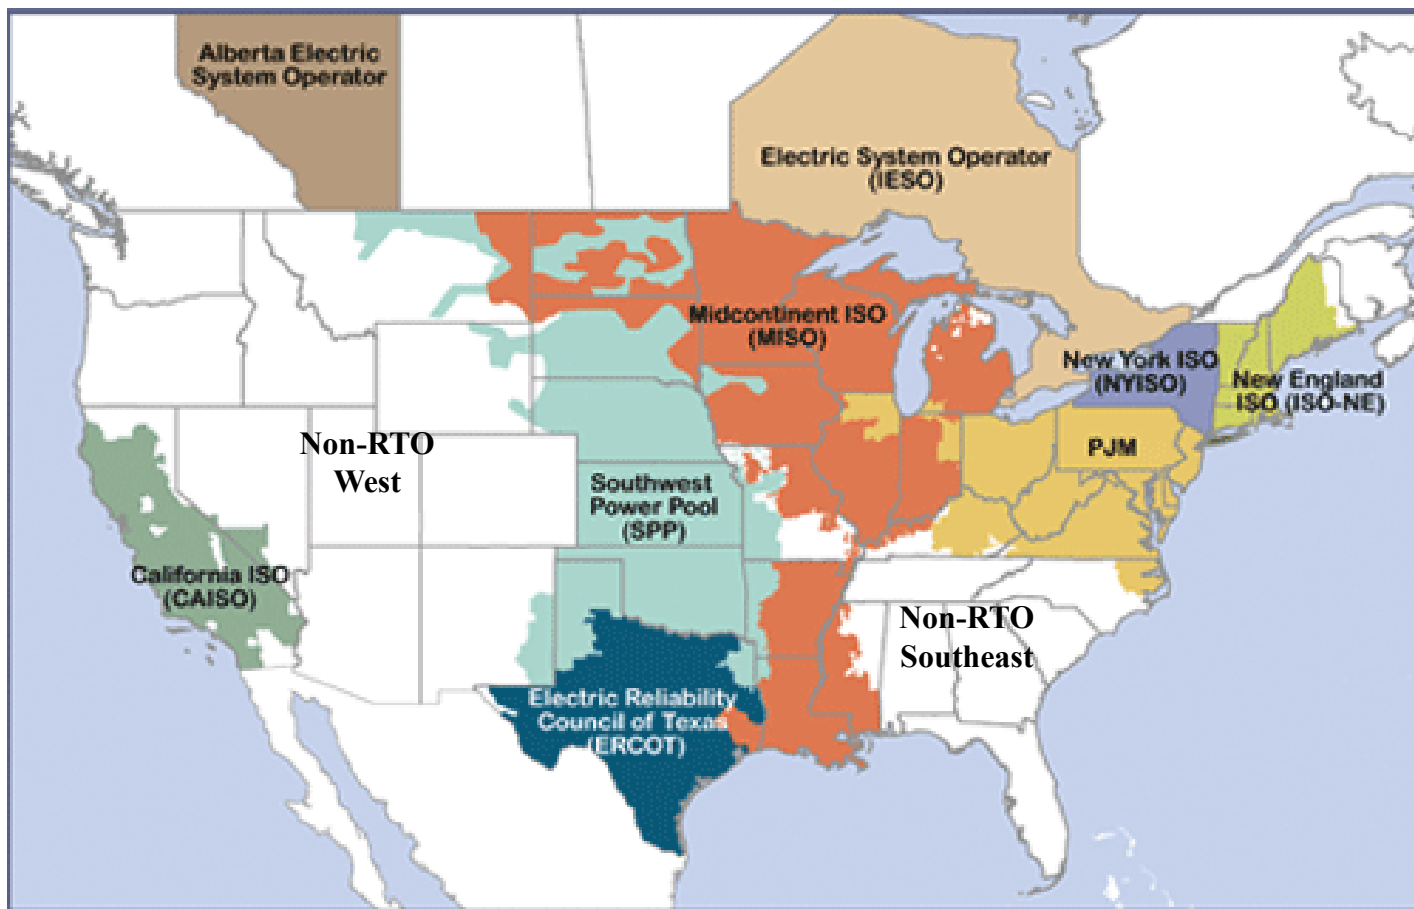 Alberta Electric
System Operator
Electric System Operator
(IESO)
Midcontinent ISO
(MISO)
New York ISO
(NYISO)
New England
ISO (ISO-NE)
PJM
Non-RTO
West
Southwest
Power Pool
(SPP)
California ISO
(CAISO)
Non-RTO
Southeast
Electric Reliability
Council of Texas
(ERCOT)